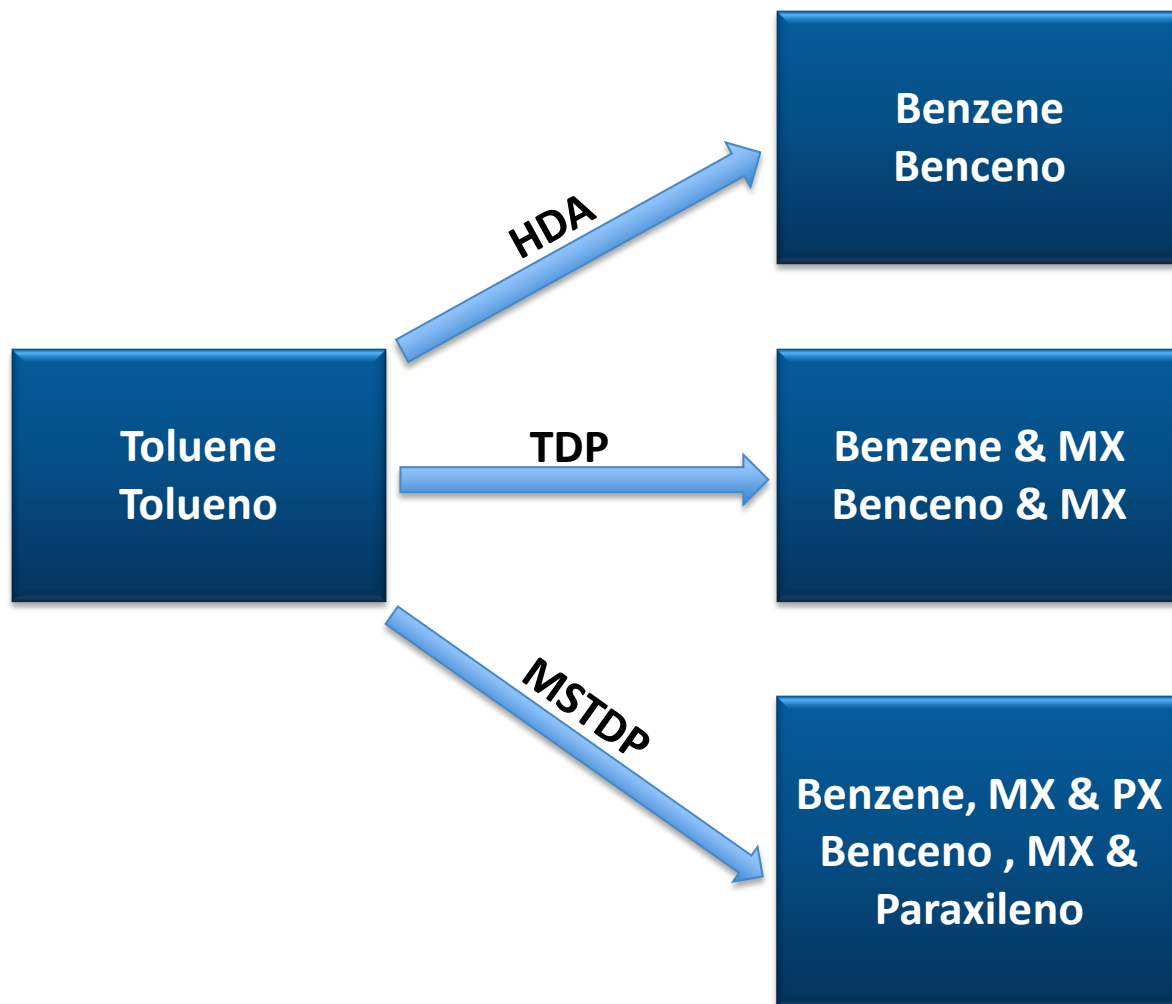 Benzene
Benceno
HDA
Toluene
Tolueno
TDP
Benzene & MX
Benceno & MX
MSTDP
Benzene, MX & PX
Benceno , MX &
Paraxileno